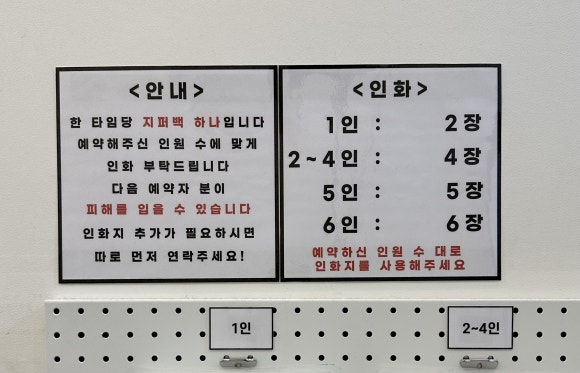 <안내>
한 타임당 지퍼백 하나입니다
예약해주신 인원 수에 맞게
인화 부탁드립니다
다음 예약자 분이
피해를 입을 수 있습니다
인화지 추가가 필요하시면
따로 먼저 연락주세요!
<인화>
1인 : 2장
2~4인 : 4장
5인 : 5장
6인 : 6장
예약하신 인원 수 대로
인화지를 사용해주세요
1인
2~4인